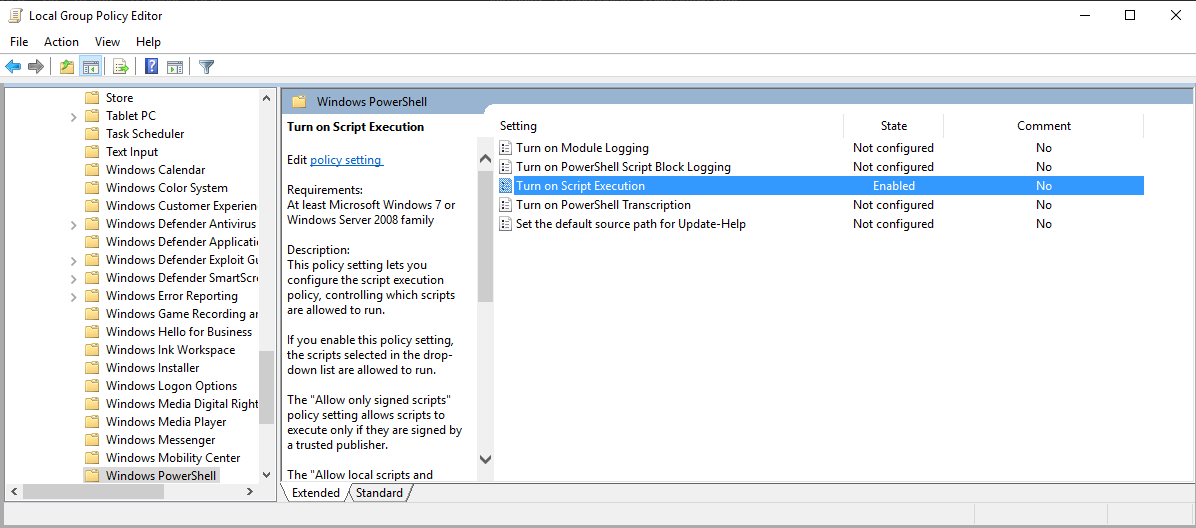 Local Group Policy Editor
File Action View Help
Store
Tablet PC
Task Scheduler
Text Input
Windows Calendar
Windows Color System
Windows Customer Experien
Windows Defender Antivirus
Windows Defender Applicati
Windows Defender Exploit Gu
Windows Defender SmartScre
Windows Error Reporting
Windows Game Recording an
Windows Hello for Business
Windows Ink Workspace
Windows Installer
Windows Logon Options
Windows Media Digital Right
Windows Media Player
Windows Messenger
Windows Mobility Center
Windows PowerShell
Windows PowerShell
Turn on Script Execution
Edit policy setting
Requirements:
At least Microsoft Windows 7 or
Windows Server 2008 family
Description:
This policy setting lets you
configure the script execution
policy, controlling which scripts
are allowed to run.
If you enable this policy setting,
the scripts selected in the drop-
down list are allowed to run.
The "Allow only signed scripts"
policy setting allows scripts to
execute only if they are signed by
a trusted publisher.
The "Allow local scripts and
Setting State Comment
Turn on Module Logging Not configured No
Turn on PowerShell Script Block Logging Not configured No
Turn on Script Execution Enabled No
Turn on PowerShell Transcription Not configured No
Set the default source path for Update-Help Not configured No
Extended Standard